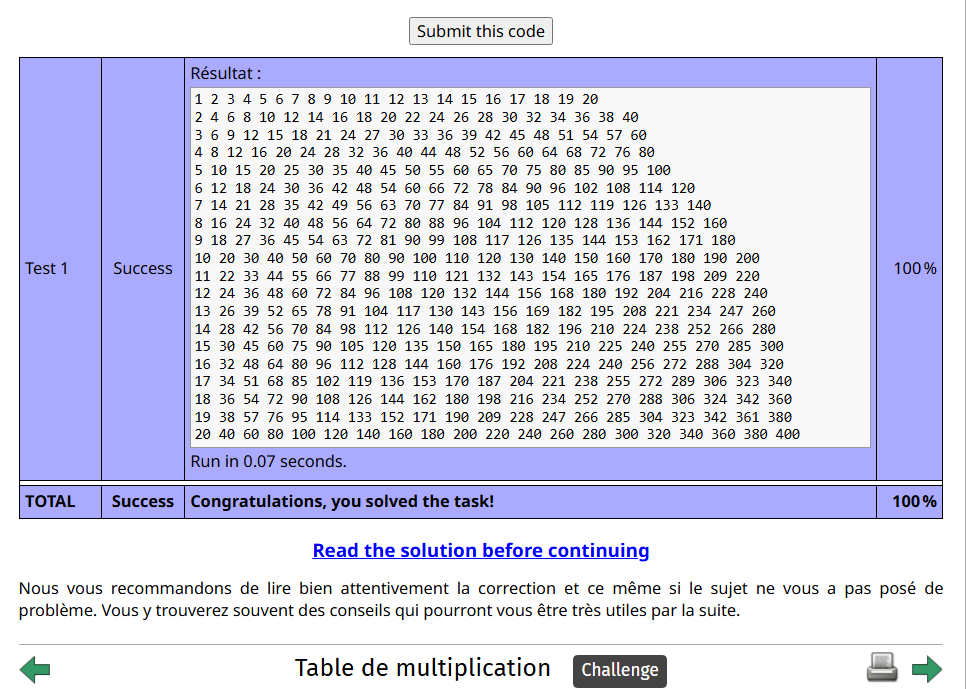 Submit this code
Résultat :
1 2 3 4 5 6 7 8 9 10 11 12 13 14 15 16 17 18 19 20
2 4 6 8 10 12 14 16 18 20 22 24 26 28 30 32 34 36 38 40
3 6 9 12 15 18 21 24 27 30 33 36 39 42 45 48 51 54 57 60
4 8 12 16 20 24 28 32 36 40 44 48 52 56 60 64 68 72 76 80
5 10 15 20 25 30 35 40 45 50 55 60 65 70 75 80 85 90 95 100
6 12 18 24 30 36 42 48 54 60 66 72 78 84 90 96 102 108 114 120
7 14 21 28 35 42 49 56 63 70 77 84 91 98 105 112 119 126 133 140
8 16 24 32 40 48 56 64 72 80 88 96 104 112 120 128 136 144 152 160
9 18 27 36 45 54 63 72 81 90 99 108 117 126 135 144 153 162 171 180
10 20 30 40 50 60 70 80 90 100 110 120 130 140 150 160 170 180 190 200
Test 1 Success 100 %
11 22 33 44 55 66 77 88 99 110 121 132 143 154 165 176 187 198 209 220
12 24 36 48 60 72 84 96 108 120 132 144 156 168 180 192 204 216 228 240
13 26 39 52 65 78 91 104 117 130 143 156 169 182 195 208 221 234 247 260
14 28 42 56 70 84 98 112 126 140 154 168 182 196 210 224 238 252 266 280
15 30 45 60 75 90 105 120 135 150 165 180 195 210 225 240 255 270 285 300
16 32 48 64 80 96 112 128 144 160 176 192 208 224 240 256 272 288 304 320
17 34 51 68 85 102 119 136 153 170 187 204 221 238 255 272 289 306 323 340
18 36 54 72 90 108 126 144 162 180 198 216 234 252 270 288 306 324 342 360
19 38 57 76 95 114 133 152 171 190 209 228 247 266 285 304 323 342 361 380
20 40 60 80 100 120 140 160 180 200 220 240 260 280 300 320 340 360 380 400
Run in 0.07 seconds.
TOTAL Success Congratulations, you solved the task! 100 %
Read the solution before continuing
Nous vous recommandons de lire bien attentivement la correction et ce même si le sujet ne vous a pas posé de
problème. Vous y trouverez souvent des conseils qui pourront vous être très utiles par la suite.
Table de multiplication Challenge